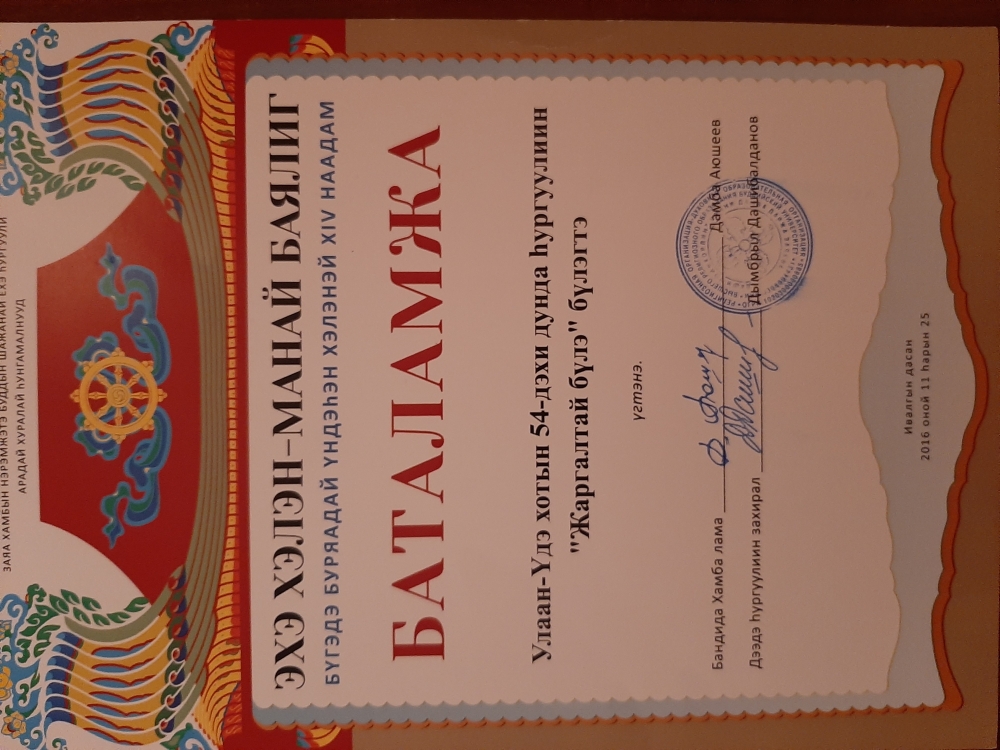 ЗАЯА ХАМБЫН НЭРЭМЖЭТЭ БУДДЫН ШАЖАНАЙ ЕХЭ ҺУРГУУЛИ
АРАДАЙ ХУРАЛАЙ ҺУНГАМАЛНУУД
ЭХЭ ХЭЛЭН–МАНАЙ БАЯЛИГ
БҮГЭДЭ БУРЯАДАЙ ҮНДЭҺЭН ХЭЛЭНЭЙ XIV НААДАМ
БАТАЛАМЖА
Улаан-Үдэ хотын 54-дэхи дунда һургуулиин
"Жаргалтай бүлэ" бүлэгтэ
үгтэнэ.
Бандида Хамба лама Дамба Аюшеев
Дээдэ һургуулиин захирал Дымбрыл Дашибалданов
Ивалгын дасан
2016 оной 11 һарын 25